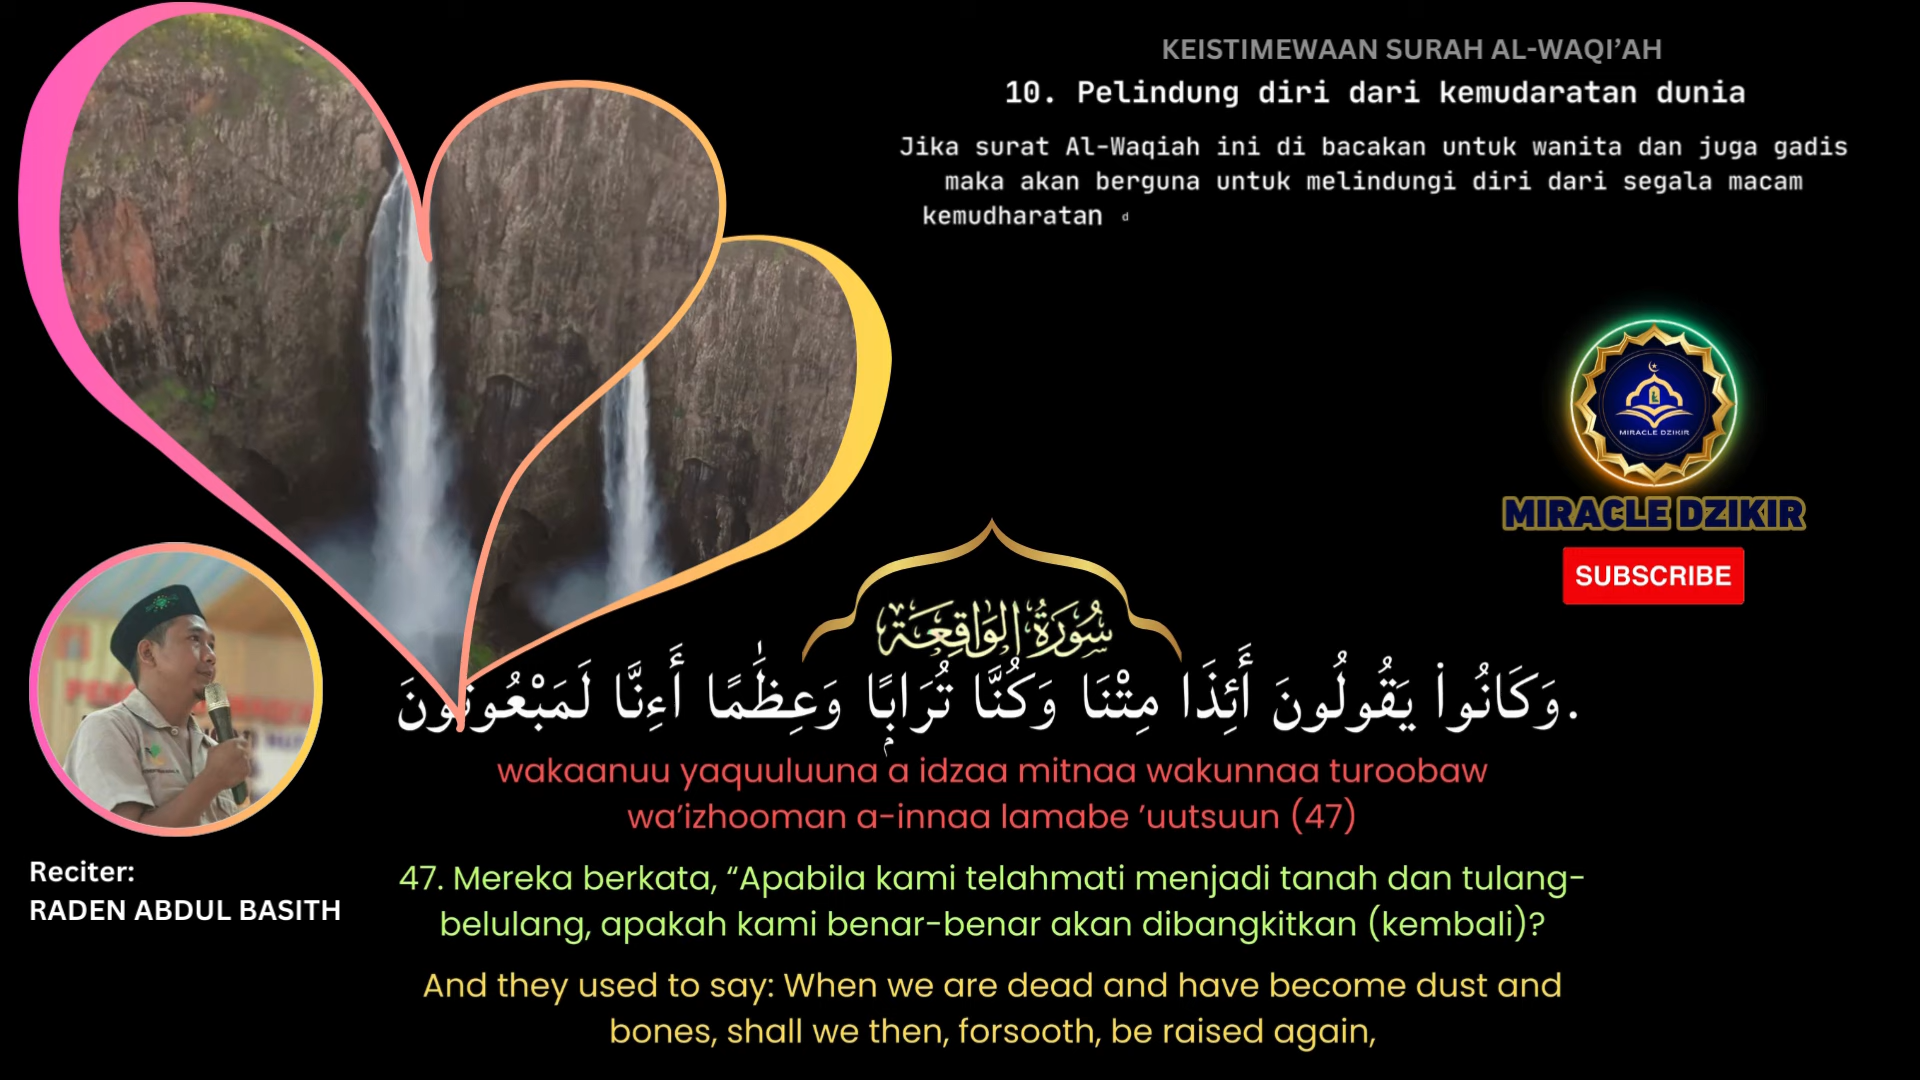 KEISTIMEWAAN SURAH AL-WAQI’AH
10. Pelindung diri dari kemudaratan dunia
Jika surat Al-Waqiah ini di bacakan untuk wanita dan juga gadis
maka akan berguna untuk melindungi diri dari segala macam
kemudharatan d
MIRACLE DZIKIR
MIRACLE DZIKIR
SUBSCRIBE
سُورَةُ الوَاقِعَة
وَكَانُوا۟ يَقُولُونَ أَئِذَا مِتْنَا وَكُنَّا تُرَابًۭا وَعِظَٰمًا أَءِنَّا لَمَبْعُوثُونَ.
wakaanuu yaquuluuna a idzaa mitnaa wakunnaa turoobaw
wa’izhooman a-innaa lamabe ’uutsuun (47)
Reciter:
RADEN ABDUL BASITH
47. Mereka berkata, “Apabila kami telahmati menjadi tanah dan tulang-
belulang, apakah kami benar-benar akan dibangkitkan (kembali)?
And they used to say: When we are dead and have become dust and
bones, shall we then, forsooth, be raised again,